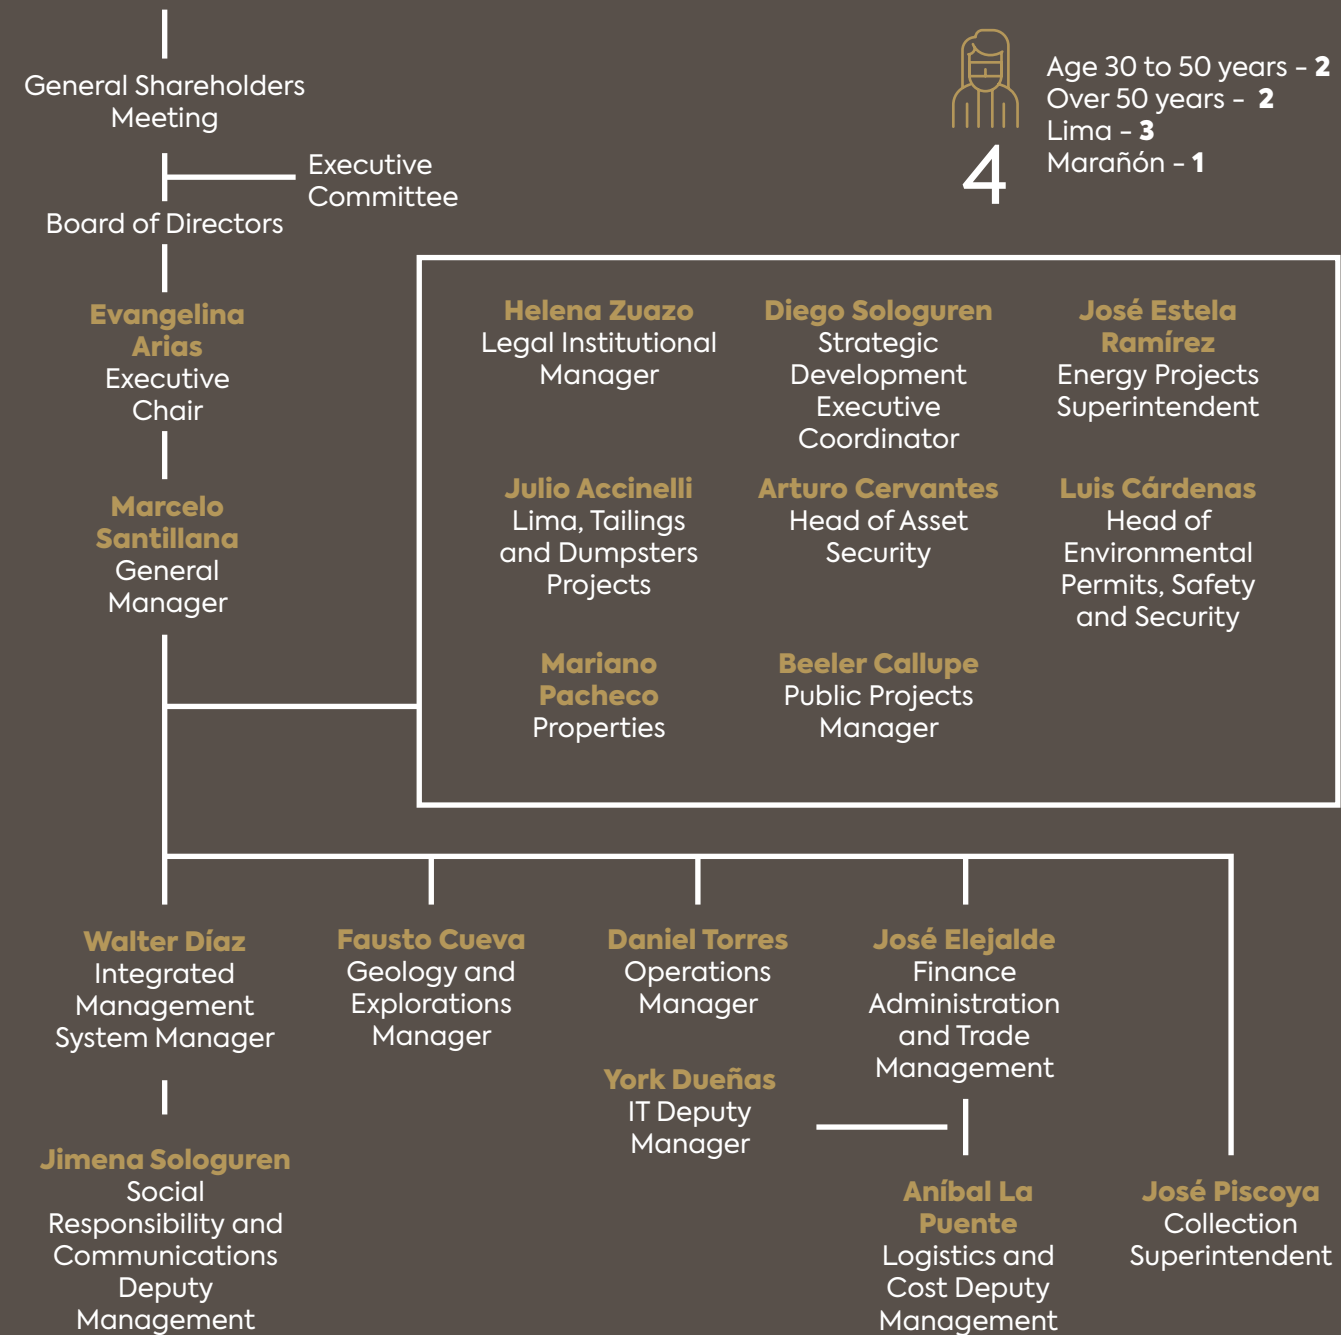 General Shareholders
Meeting
Executive
Committee
Board of Directors
4
Age 30 to 50 years - 2
Over 50 years - 2
Lima - 3
Marañón - 1
Evangelina
Arias
Executive
Chair
Marcelo
Santillana
General
Manager
Helena Zuazo
Legal Institutional
Manager
Diego Sologuren
Strategic
Development
Executive
Coordinator
José Estela
Ramírez
Energy Projects
Superintendent
Julio Accinelli
Lima, Tailings
and Dumpsters
Projects
Arturo Cervantes
Head of Asset
Security
Luis Cárdenas
Head of
Environmental
Permits, Safety
and Security
Mariano
Pacheco
Properties
Beeler Callupe
Public Projects
Manager
Walter Díaz
Integrated
Management
System Manager
Fausto Cueva
Geology and
Explorations
Manager
Daniel Torres
Operations
Manager
José Elejalde
Finance
Administration
and Trade
Management
York Dueñas
IT Deputy
Manager
Jimena Sologuren
Social
Responsibility and
Communications
Deputy
Management
Aníbal La
Puente
Logistics and
Cost Deputy
Management
José Piscoya
Collection
Superintendent